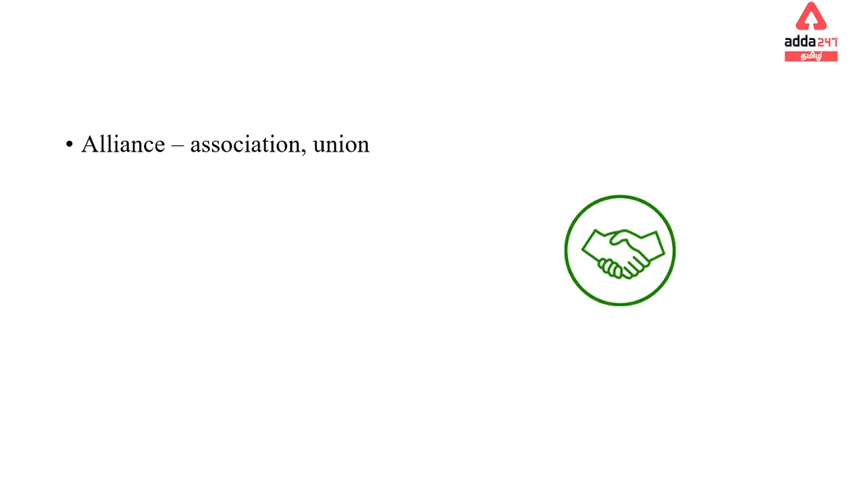 adda247
தமிழ்
• Alliance – association, union